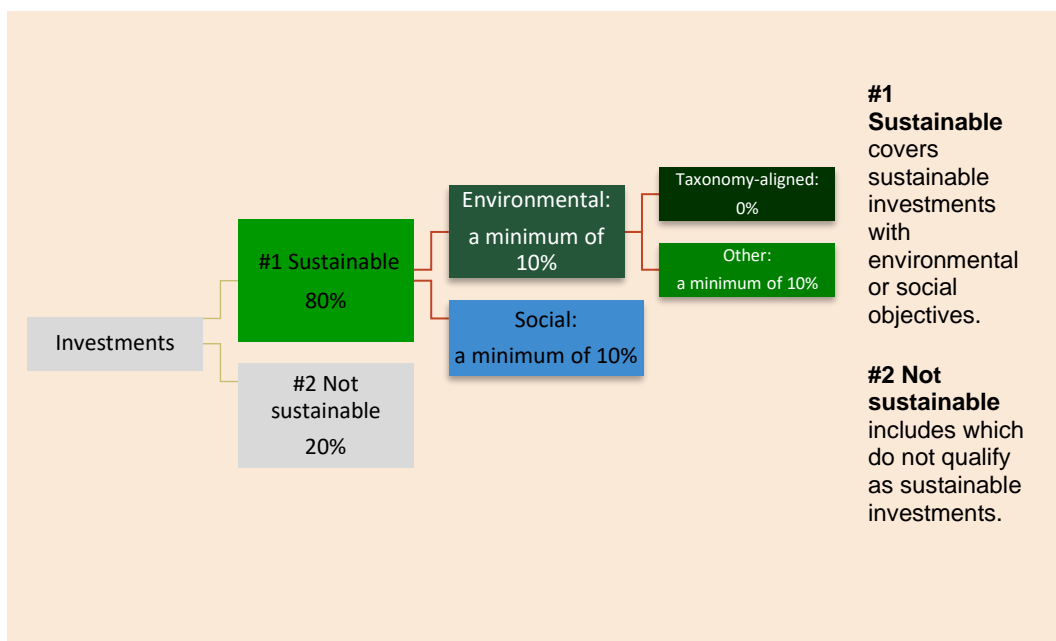 Investments
#1 Sustainable
80%
#2 Not
sustainable
20%
Environmental:
a minimum of
10%
Social:
a minimum of 10%
Taxonomy-aligned:
0%
Other:
a minimum of 10%
#1
Sustainable
covers
sustainable
investments
with
environmental
or social
objectives.
#2 Not
sustainable
includes which
do not qualify
as sustainable
investments.